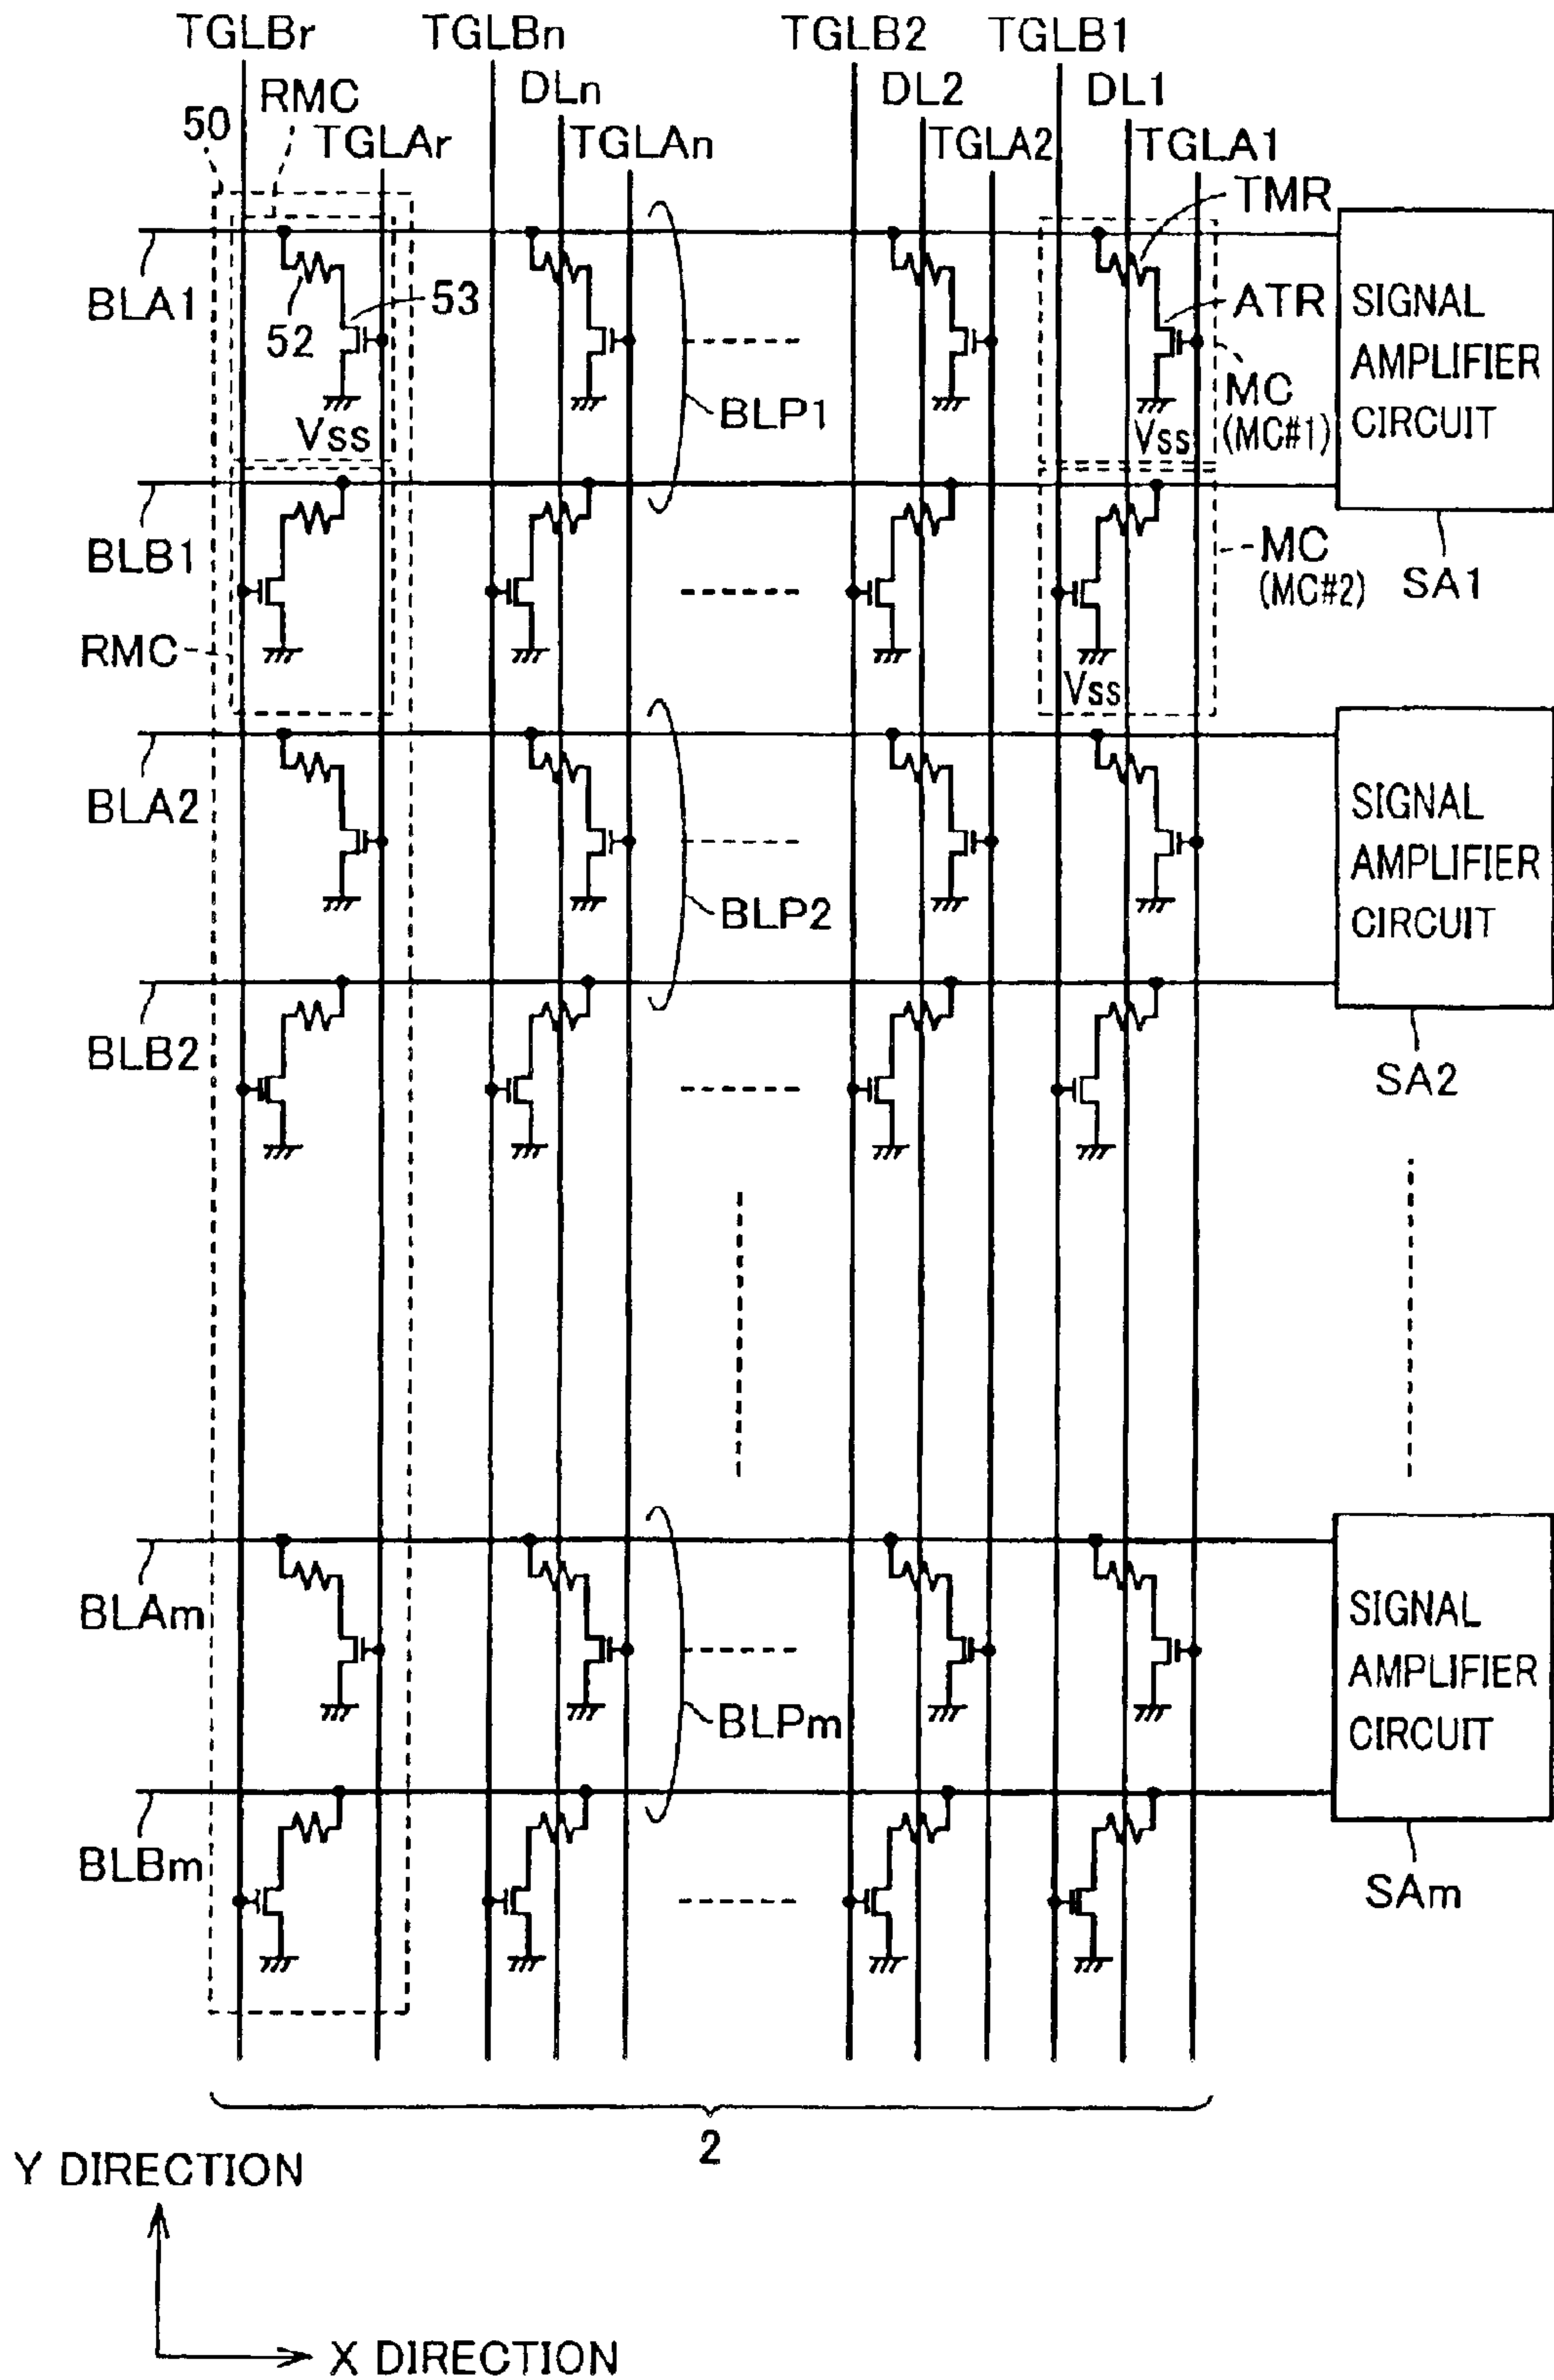 TGLBr TGLBn TGLB2 TGLB1
RMC DLn DL2 DL1
50 TGLAr TGLAn TGLA2 TGLA1
TMR
BLA1 52 53 ATR
SIGNAL
AMPLIFIER
CIRCUIT
Vss BLP1 Vss MC
(MC#1)
BLB1 MC
(MC#2) SA1
RMC Vss
BLA2
SIGNAL
AMPLIFIER
CIRCUIT
BLP2
BLB2 SA2
BLAm
SIGNAL
AMPLIFIER
CIRCUIT
BLPm
BLBm SAm
2
Y DIRECTION
X DIRECTION